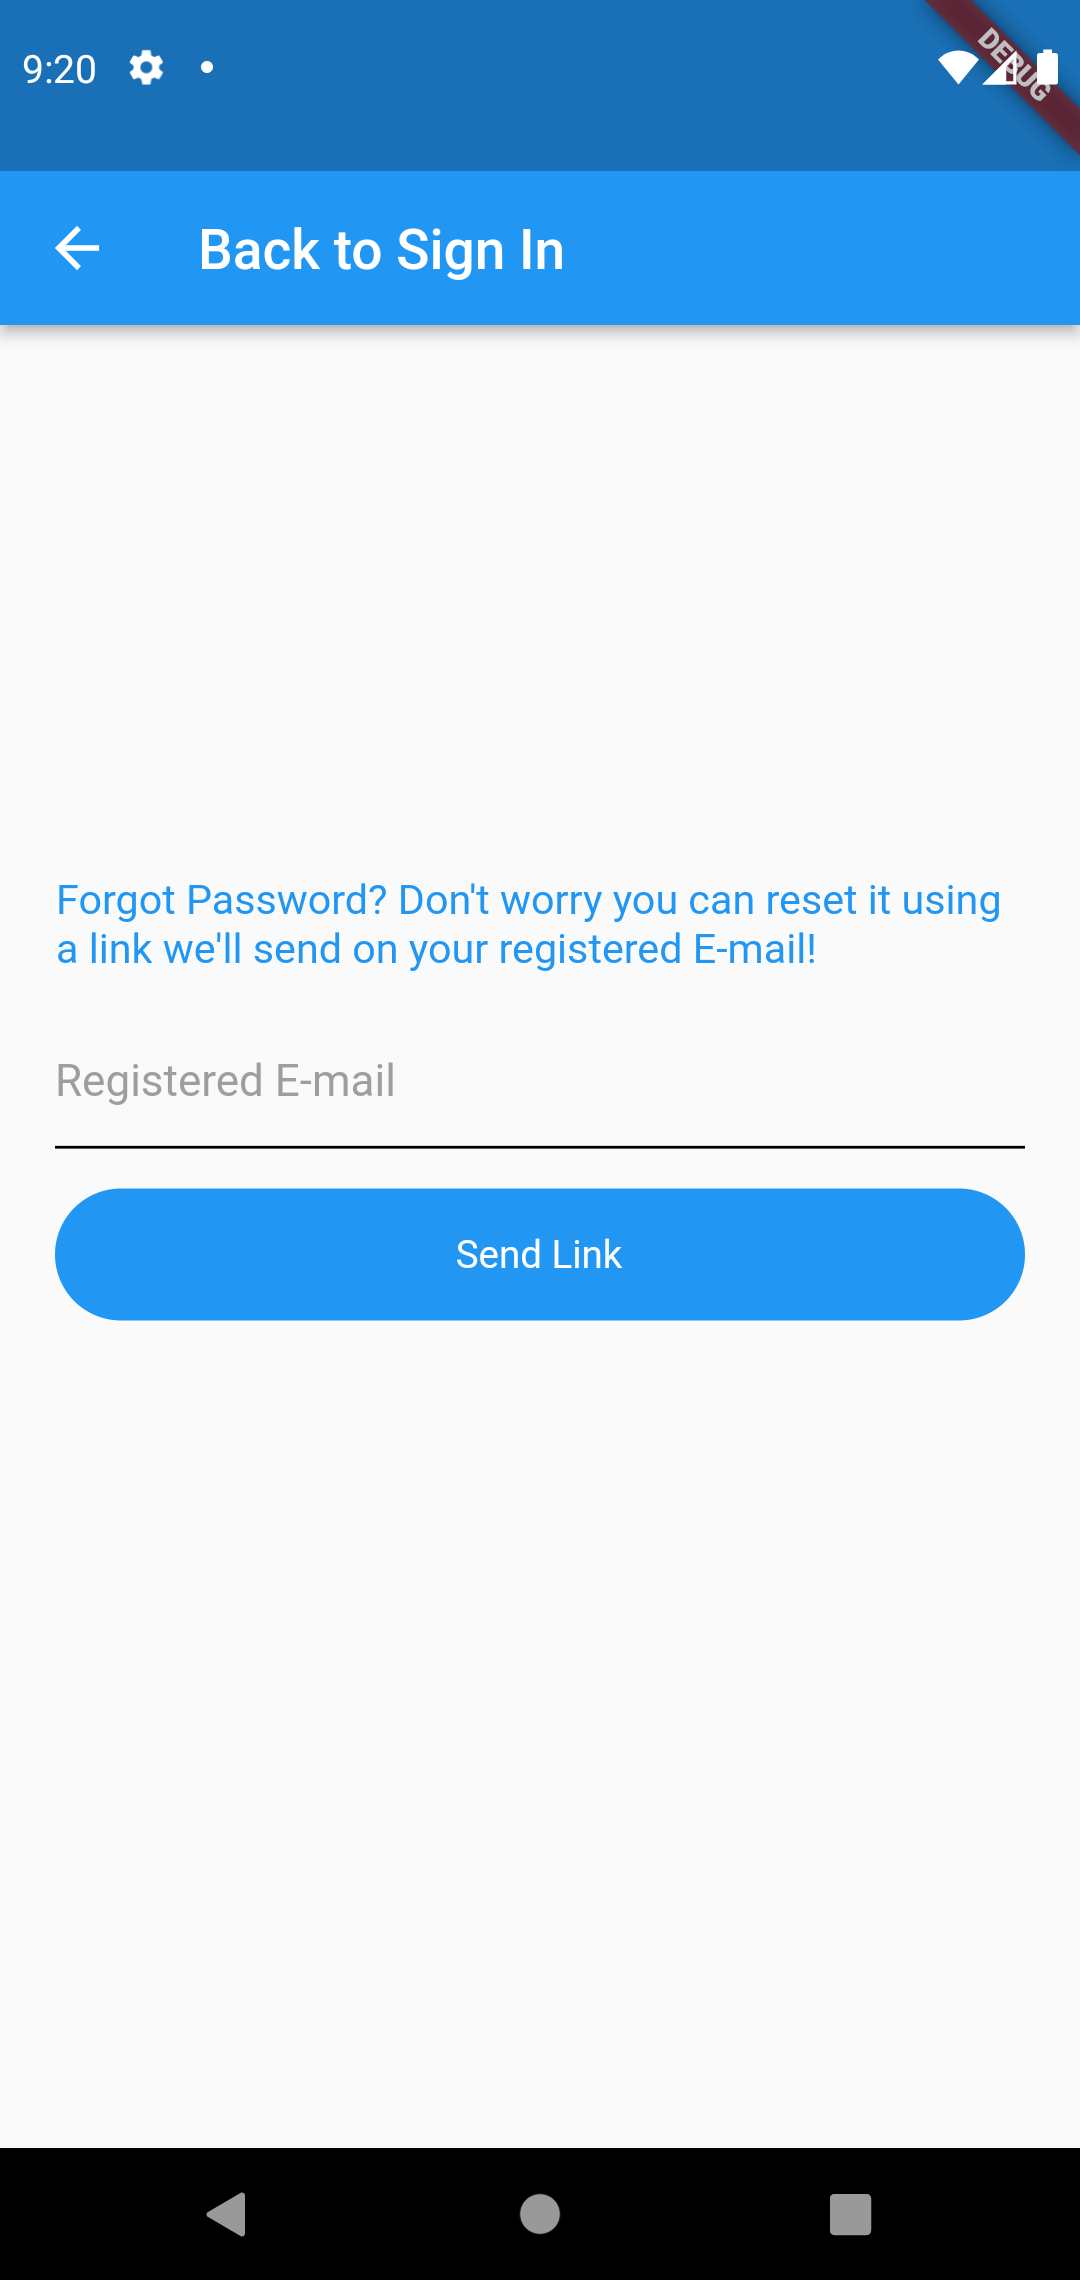 9:20
DEBUG
Back to Sign In
Forgot Password? Don't worry you can reset it using
a link we'll send on your registered E-mail!
Registered E-mail
Send Link